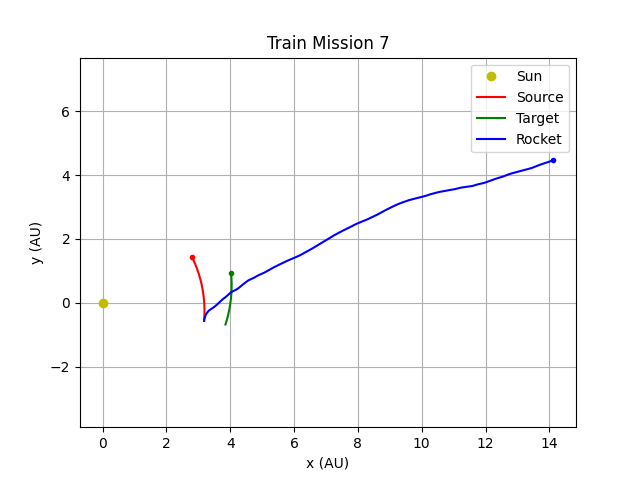 Train Mission 7
Sun
Source
Target
Rocket
6
4
2
0
−2
0 2 4 6 8 10 12 14
y (AU)
x (AU)